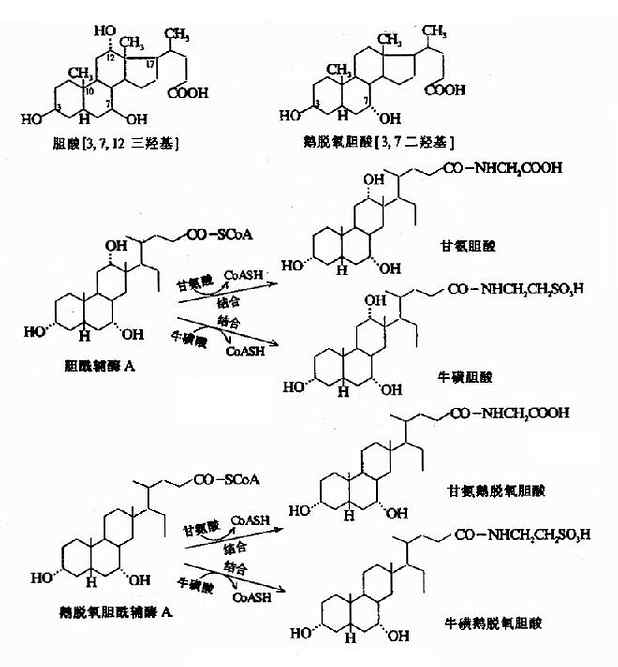 HO CH₃ CH₃
12 17
CH₃
10 COOH
HO 3 H 7 OH
胆酸[3,7,12 三羟基]
CH₃ CH₃
CH₃
COOH
HO 3 H 7 OH
鹅脱氧胆酸[3,7二羟基]
CO-NHCH₂COOH
OH
HO H OH
甘氨胆酸
CO-SCoA
OH
HO H OH
胆酰辅酶 A
甘氨酸 CoASH
结合
结合
牛磺酸 CoASH
CO-NHCH₂CH₂SO₃H
OH
HO H OH
牛磺胆酸
CO-NHCH₂COOH
HO H OH
甘氨鹅脱氧胆酸
CO-SCoA
HO H OH
鹅脱氧胆酰辅酶 A
甘氨酸 CoASH
结合
结合
牛磺酸 CoASH
CO-NHCH₂CH₂SO₃H
HO H OH
牛磺鹅脱氧胆酸